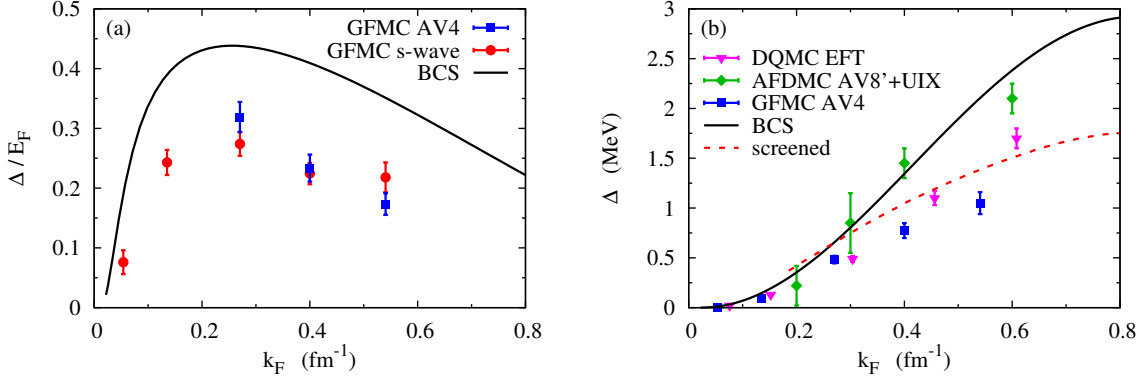 (a)
GFMC AV4
GFMC s-wave
BCS
Δ / E_F
0.5
0.4
0.3
0.2
0.1
0
0 0.2 0.4 0.6 0.8
k_F (fm⁻¹)
(b)
DQMC EFT
AFDMC AV8'+UIX
GFMC AV4
BCS
screened
Δ (MeV)
3
2.5
2
1.5
1
0.5
0
0.2 0.4 0.6 0.8
k_F (fm⁻¹)